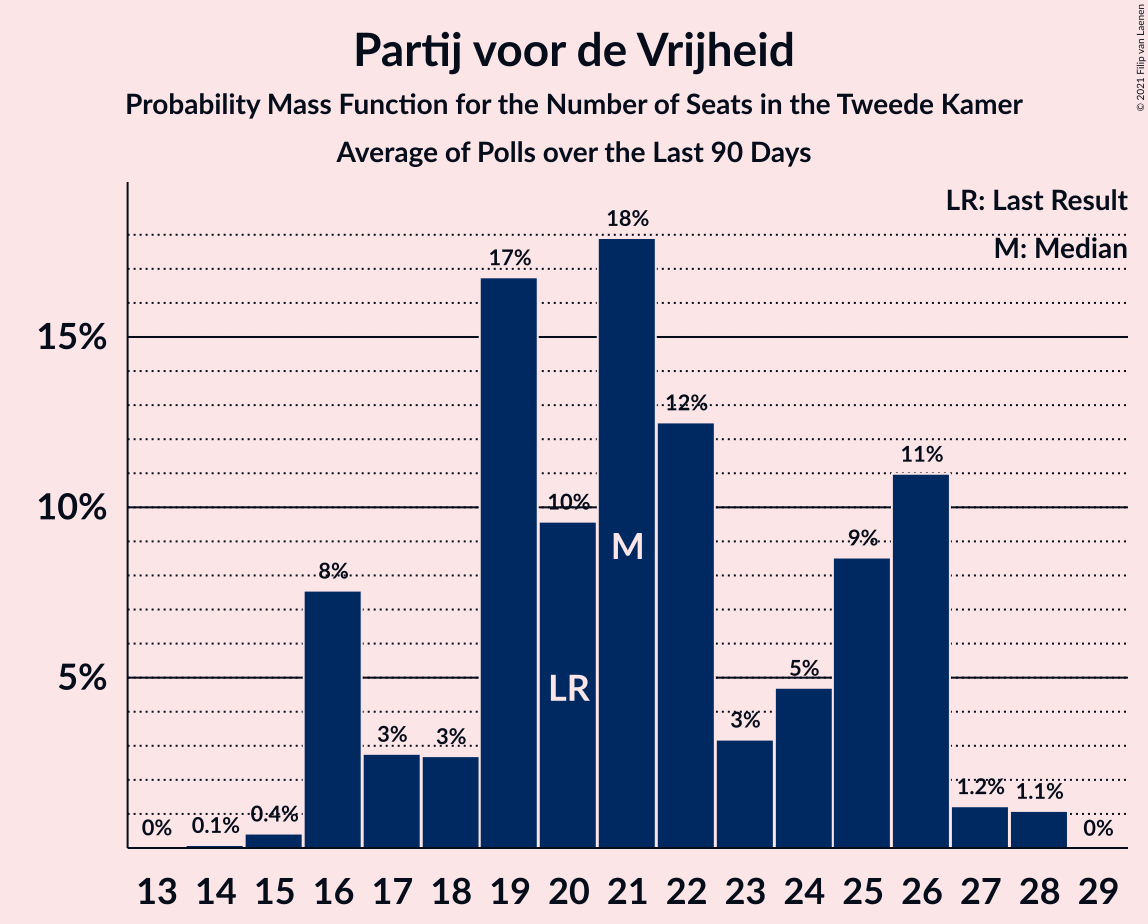 Partij voor de Vrijheid
Probability Mass Function for the Number of Seats in the Tweede Kamer
Average of Polls over the Last 90 Days
© 2021 Filip van Laenen
LR: Last Result
M: Median
15%
10%
5%
0%
0.1%
0.4%
8%
3%
3%
17%
10%
18%
12%
3%
5%
9%
11%
1.2%
1.1%
0%
M
LR
13 14 15 16 17 18 19 20 21 22 23 24 25 26 27 28 29